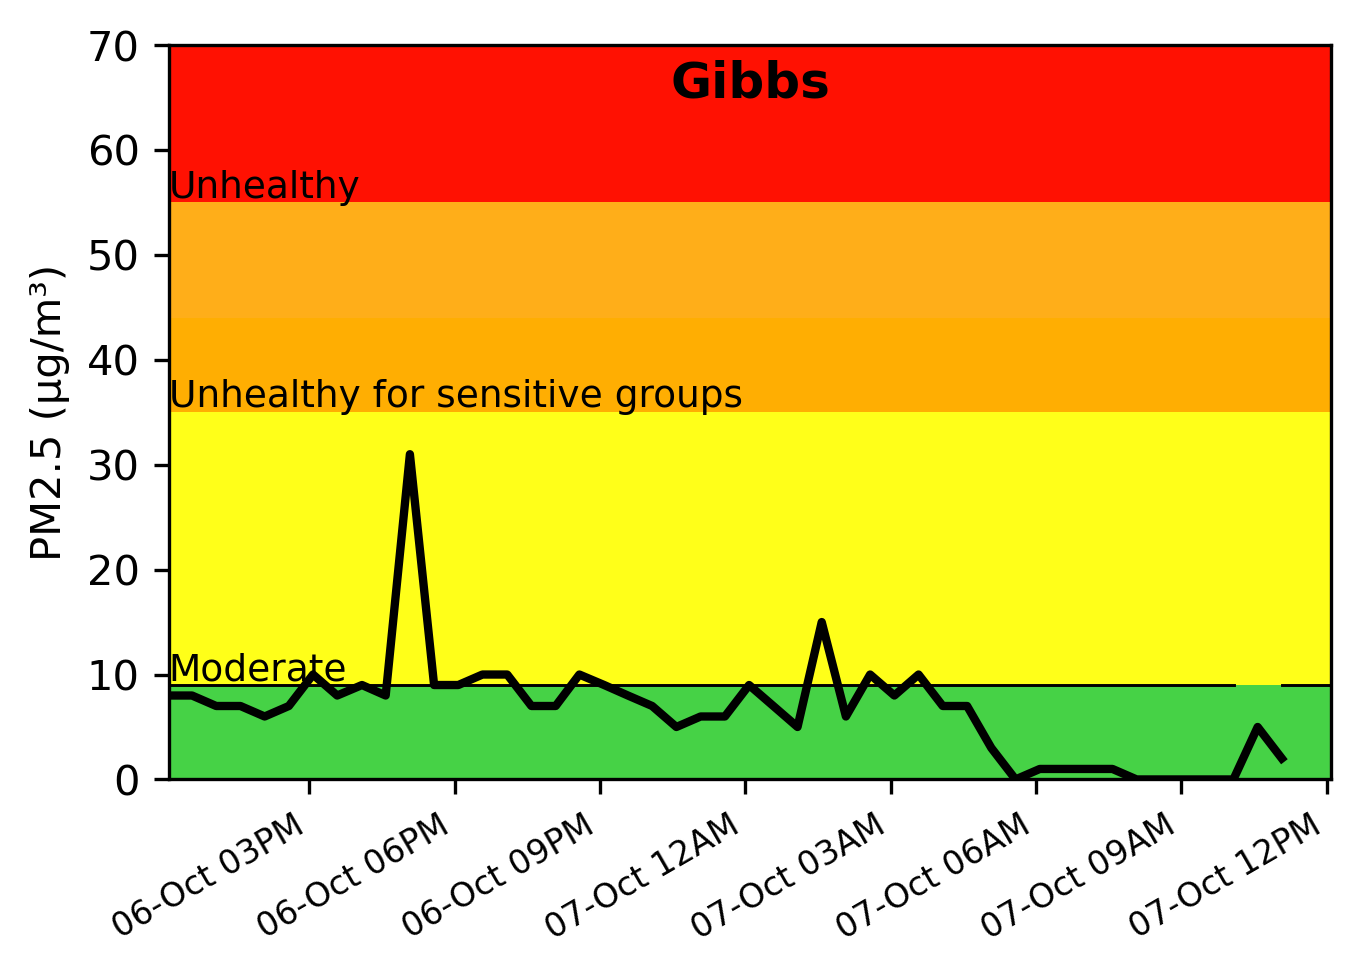 Gibbs
70
60
50
40
30
20
10
0
PM2.5 (µg/m³)
Unhealthy
Unhealthy for sensitive groups
Moderate
06-Oct 03PM
06-Oct 06PM
06-Oct 09PM
07-Oct 12AM
07-Oct 03AM
07-Oct 06AM
07-Oct 09AM
07-Oct 12PM